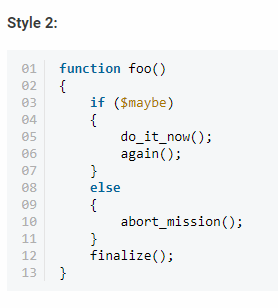 Style 2:
01 function foo()
02 {
03     if ($maybe)
04     {
05         do_it_now();
06         again();
07     }
08     else
09     {
10         abort_mission();
11     }
12     finalize();
13 }